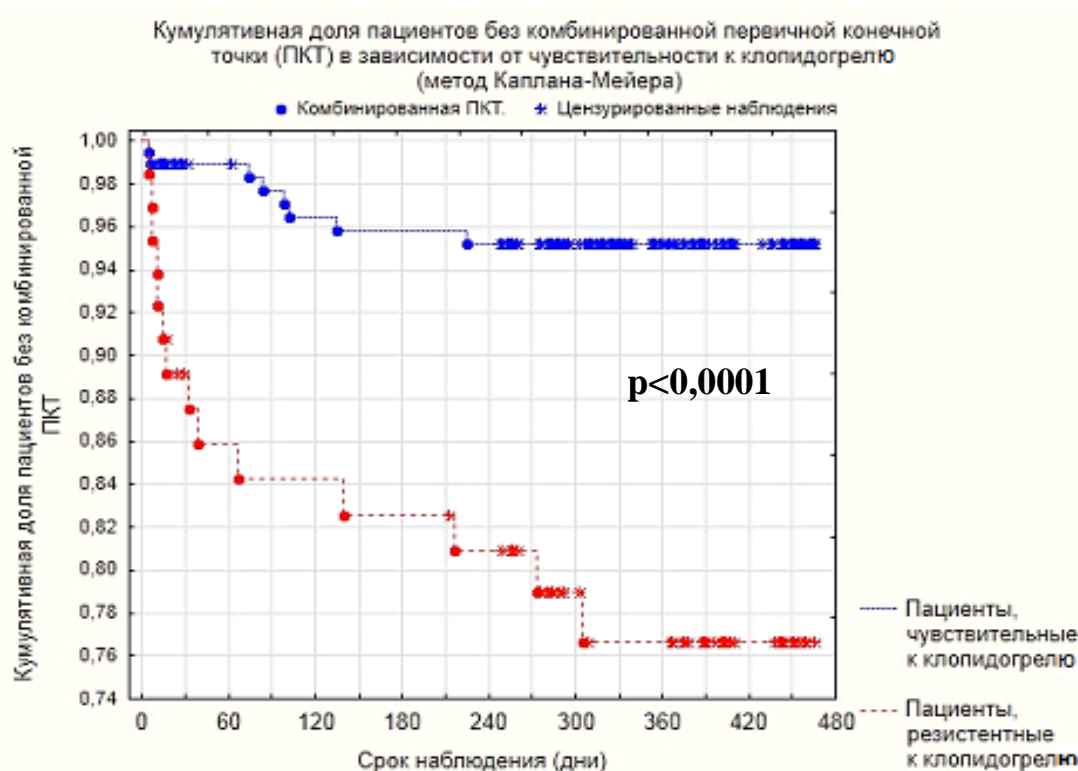 Кумулятивная доля пациентов без комбинированной первичной конечной
точки (ПКТ) в зависимости от чувствительности к клопидогрелю
(метод Каплана-Мейера)
Комбинированная ПКТ. Цензурированные наблюдения
Кумулятивная доля пациентов без комбинированной
ПКТ
1,00
0,98
0,96
0,94
0,92
0,90
0,88
0,86
0,84
0,82
0,80
0,78
0,76
0,74
p<0,0001
0 60 120 180 240 300 360 420 480
Срок наблюдения (дни)
Пациенты,
чувствительные
к клопидогрелю
Пациенты,
резистентные
к клопидогрелю